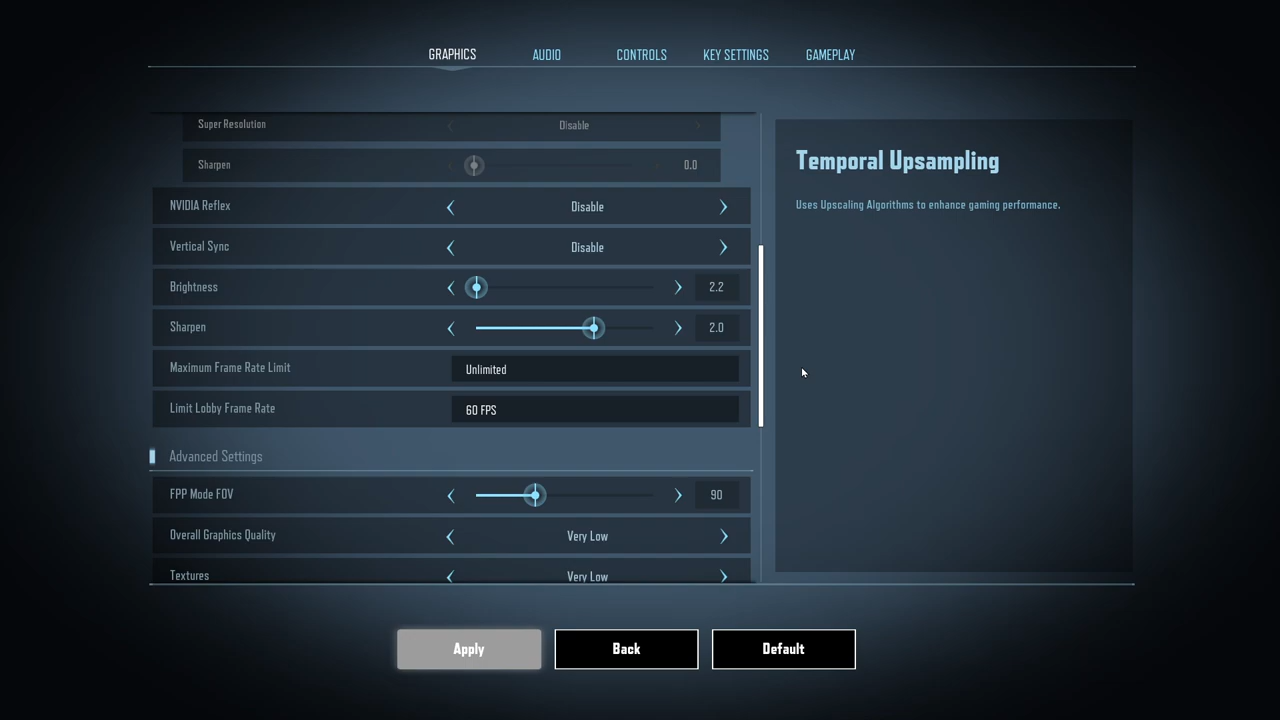 GRAPHICS AUDIO CONTROLS KEY SETTINGS GAMEPLAY
Super Resolution Disable
Sharpen 0.0
NVIDIA Reflex Disable
Vertical Sync Disable
Brightness 2.2
Sharpen 2.0
Maximum Frame Rate Limit Unlimited
Limit Lobby Frame Rate 60 FPS
Advanced Settings
FPP Mode FOV 90
Overall Graphics Quality Very Low
Textures Very Low
Temporal Upsampling
Uses Upscaling Algorithms to enhance gaming performance.
Apply Back Default